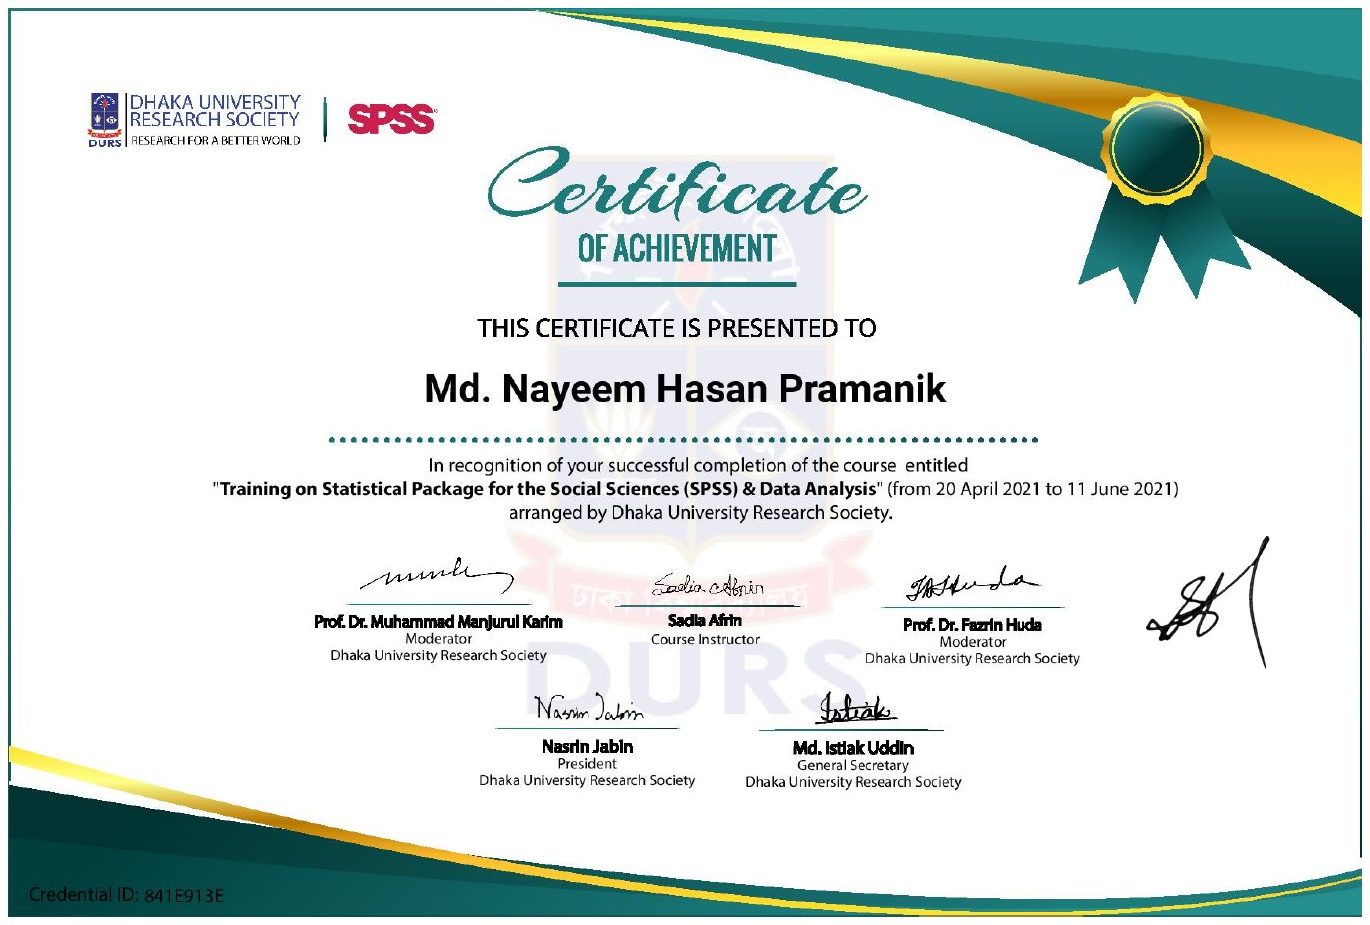 DHAKA UNIVERSITY
RESEARCH SOCIETY
DURS
RESEARCH FOR A BETTER WORLD
SPSS
Certificate
OF ACHIEVEMENT
THIS CERTIFICATE IS PRESENTED TO
Md. Nayeem Hasan Pramanik
In recognition of your successful completion of the course entitled
"Training on Statistical Package for the Social Sciences (SPSS) & Data Analysis" (from 20 April 2021 to 11 June 2021)
arranged by Dhaka University Research Society.
Sadia Afrin
Prof. Dr. Muhammad Manjurul Karim
Moderator
Dhaka University Research Society
Sadia Afrin
Course Instructor
Prof. Dr. Fazrin Huda
Moderator
Dhaka University Research Society
DURS
Nasrin Jabin
Istiak
Nasrin Jabin
President
Dhaka University Research Society
Md. Istiak Uddin
General Secretary
Dhaka University Research Society
Credential ID: 841E913E